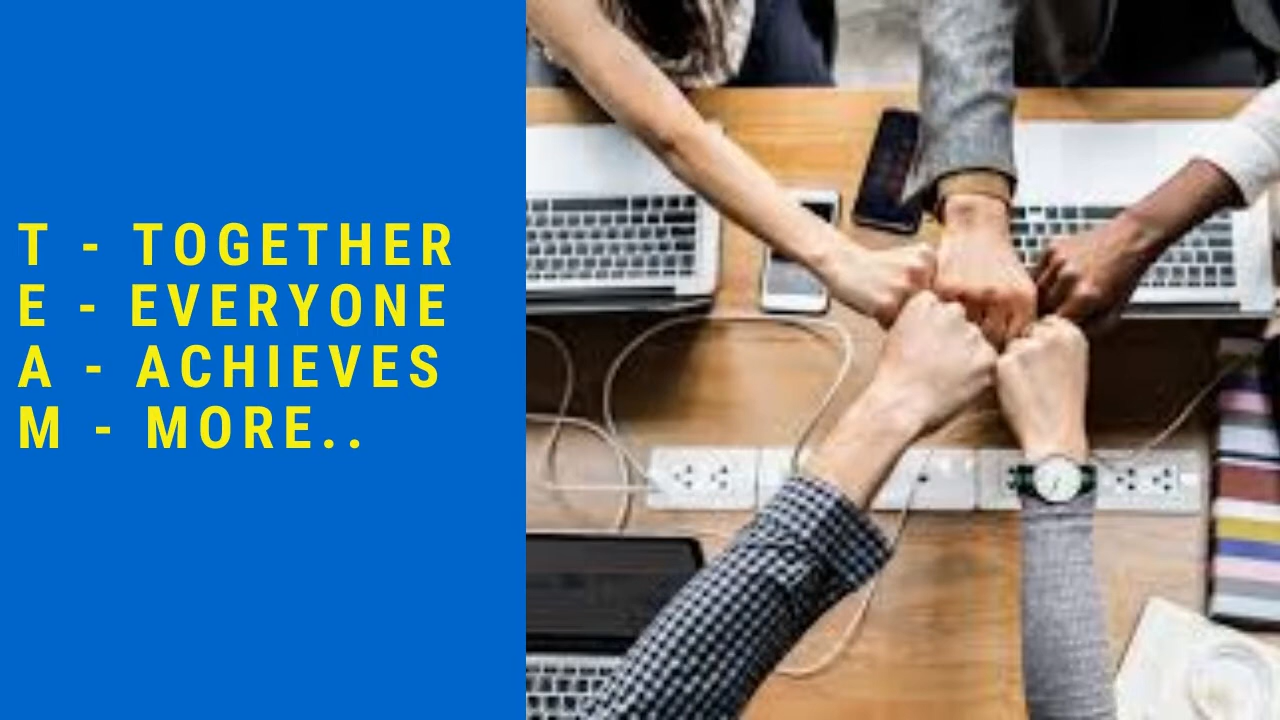 T - TOGETHER
E - EVERYONE
A - ACHIEVES
M - MORE..